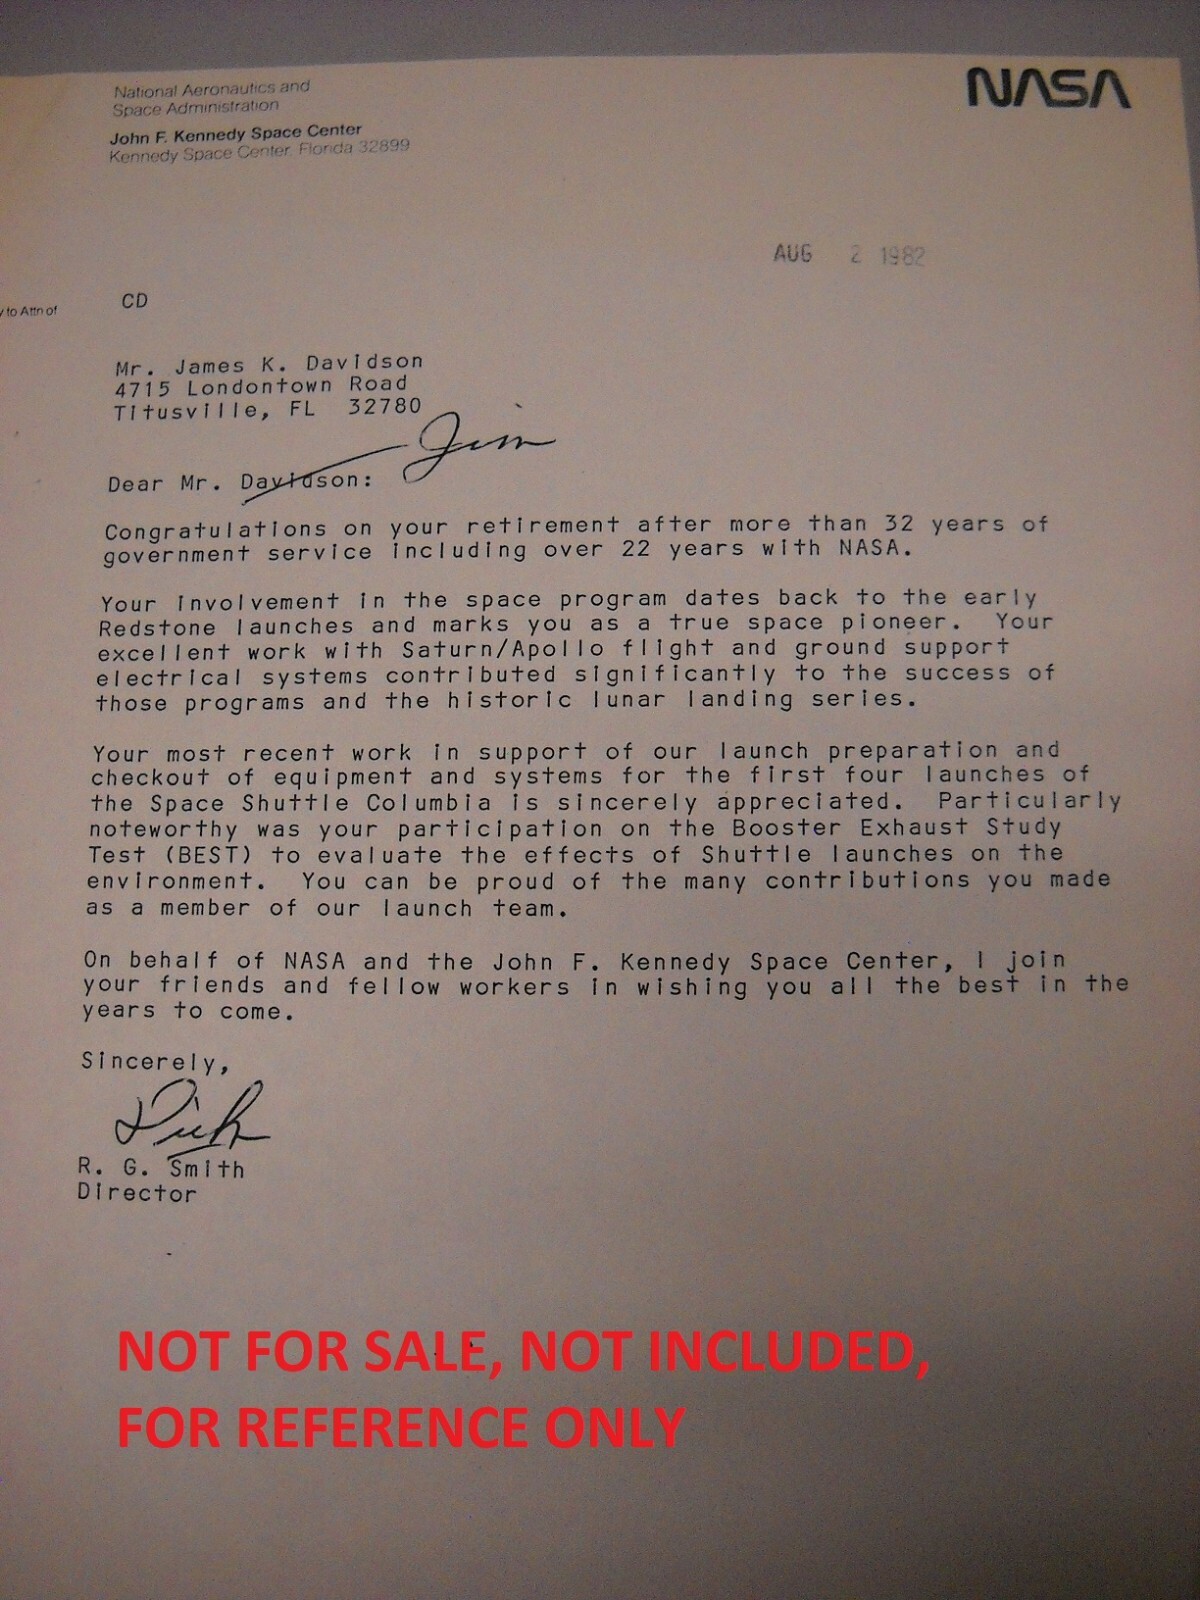 National Aeronautics and
Space Administration
John F. Kennedy Space Center
Kennedy Space Center, Florida 32899
NASA
AUG 2 1982
y to Attn of
CD
Mr. James K. Davidson
4715 Londontown Road
Titusville, FL 32780
Jim
Dear Mr. Davidson:
Congratulations on your retirement after more than 32 years of
government service including over 22 years with NASA.
Your involvement in the space program dates back to the early
Redstone launches and marks you as a true space pioneer. Your
excellent work with Saturn/Apollo flight and ground support
electrical systems contributed significantly to the success of
those programs and the historic lunar landing series.
Your most recent work in support of our launch preparation and
checkout of equipment and systems for the first four launches of
the Space Shuttle Columbia is sincerely appreciated. Particularly
noteworthy was your participation on the Booster Exhaust Study
Test (BEST) to evaluate the effects of Shuttle launches on the
environment. You can be proud of the many contributions you made
as a member of our launch team.
On behalf of NASA and the John F. Kennedy Space Center, I join
your friends and fellow workers in wishing you all the best in the
years to come.
Sincerely,
Dick
R. G. Smith
Director
NOT FOR SALE, NOT INCLUDED,
FOR REFERENCE ONLY